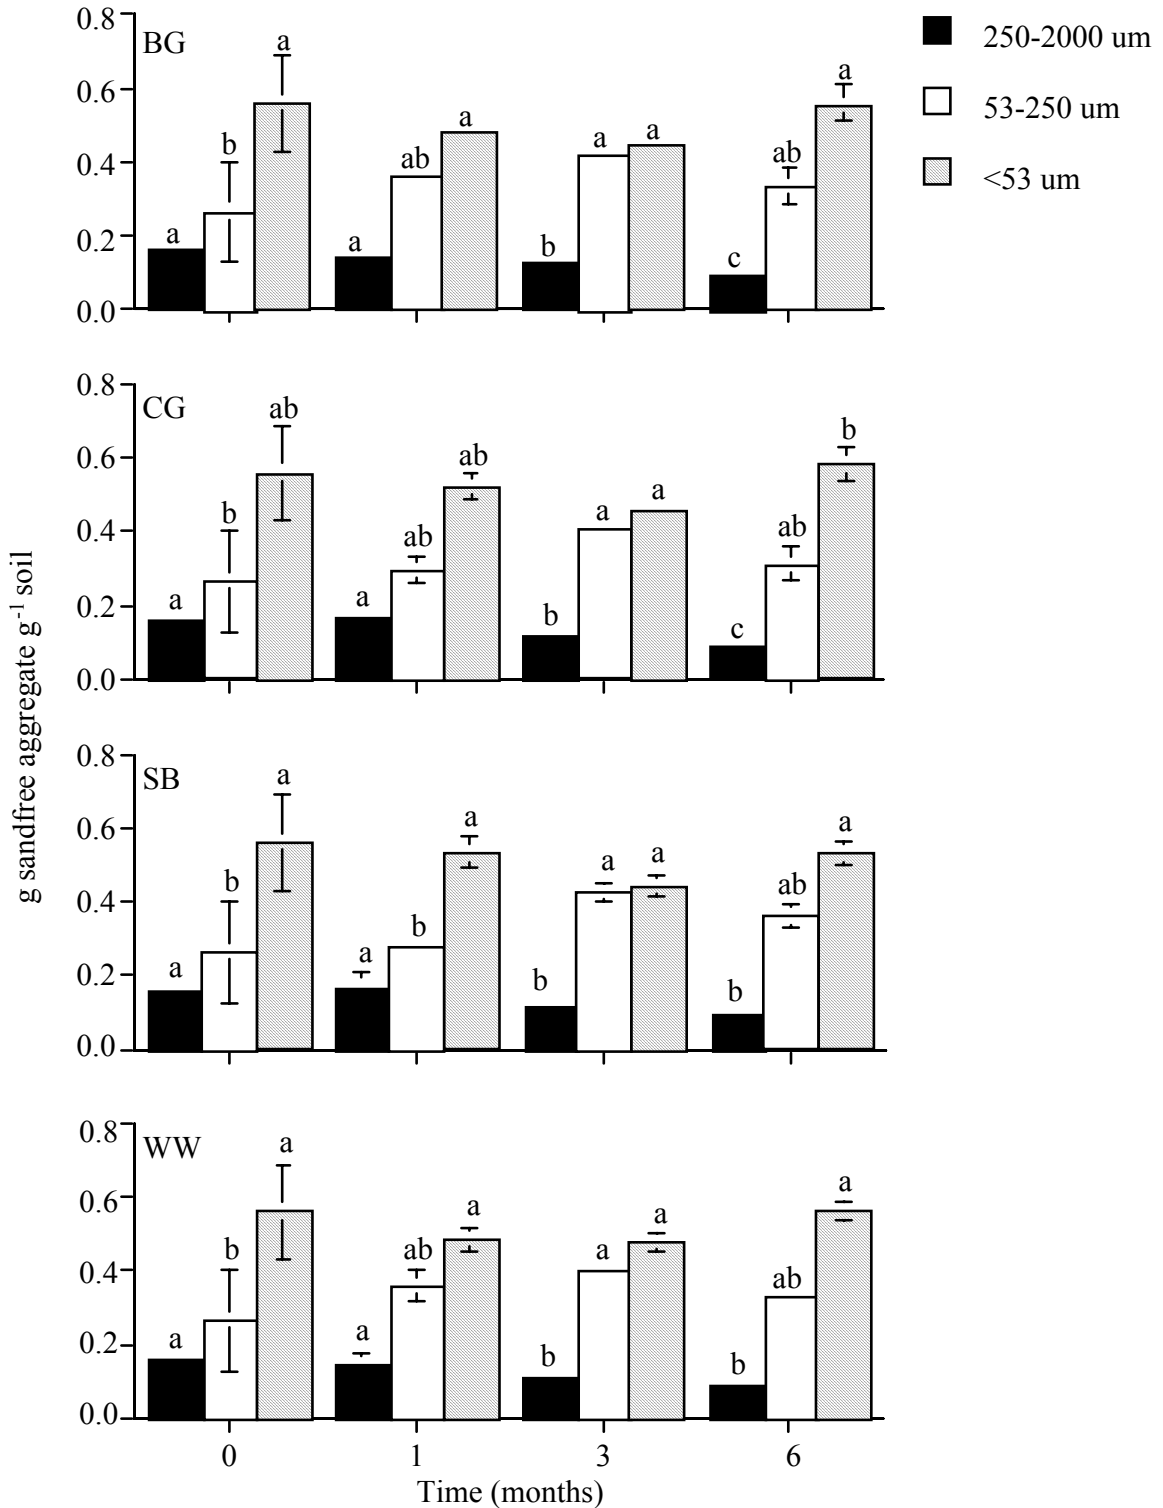 250-2000 um
53-250 um
<53 um
g sandfree aggregate g⁻¹ soil
BG
0.8
0.6
0.4
0.2
0.0
a b a
a ab a
b a a
c ab a
CG
0.8
0.6
0.4
0.2
0.0
a b ab
a ab ab
b a a
c ab b
SB
0.8
0.6
0.4
0.2
0.0
a b a
a b a
b a a
b ab a
WW
0.8
0.6
0.4
0.2
0.0
a b a
a ab a
b a a
b ab a
0 1 3 6
Time (months)